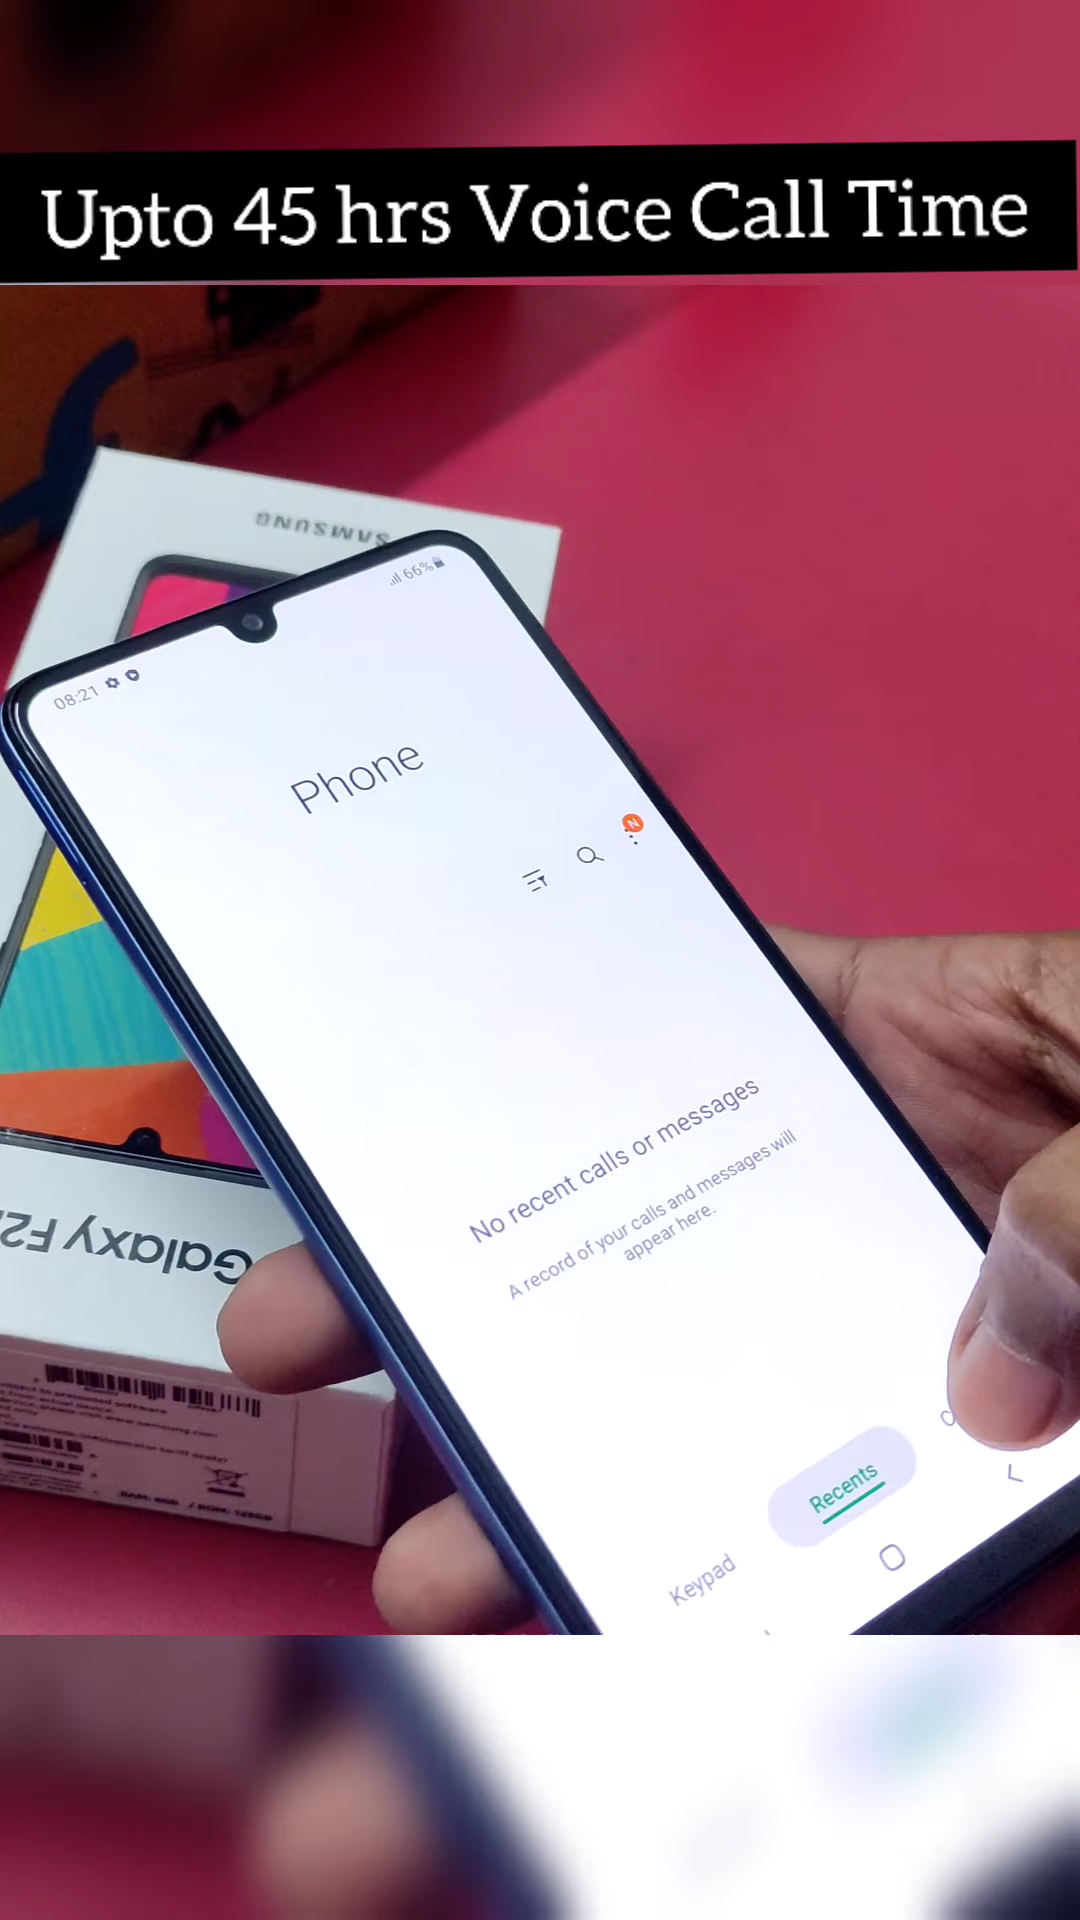 Upto 45 hrs Voice Call Time
SAMSUNG
66%
08:21
Phone
N
No recent calls or messages
A record of your calls and messages will
appear here.
Recents
Keypad
Galaxy F2